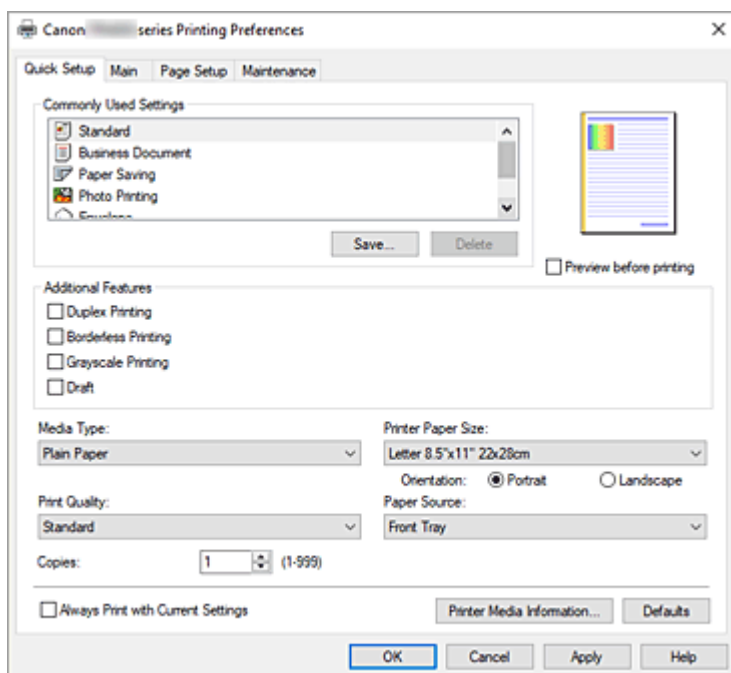 Canon series Printing Preferences
Quick Setup Main Page Setup Maintenance
Commonly Used Settings
Standard
Business Document
Paper Saving
Photo Printing
Envelope
Save... Delete
Preview before printing
Additional Features
Duplex Printing
Borderless Printing
Grayscale Printing
Draft
Media Type: Printer Paper Size:
Plain Paper Letter 8.5"x11" 22x28cm
Orientation: Portrait Landscape
Print Quality: Paper Source:
Standard Front Tray
Copies: 1 (1-999)
Always Print with Current Settings Printer Media Information... Defaults
OK Cancel Apply Help